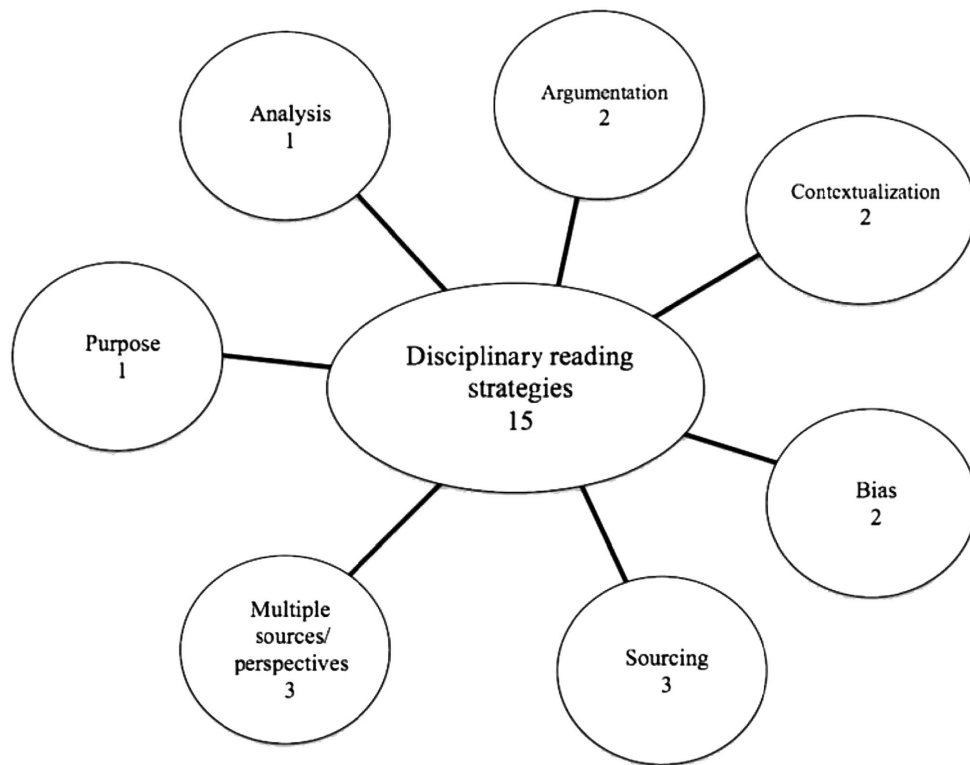 Analysis
1
Argumentation
2
Contextualization
2
Purpose
1
Disciplinary reading
strategies
15
Bias
2
Multiple
sources/
perspectives
3
Sourcing
3